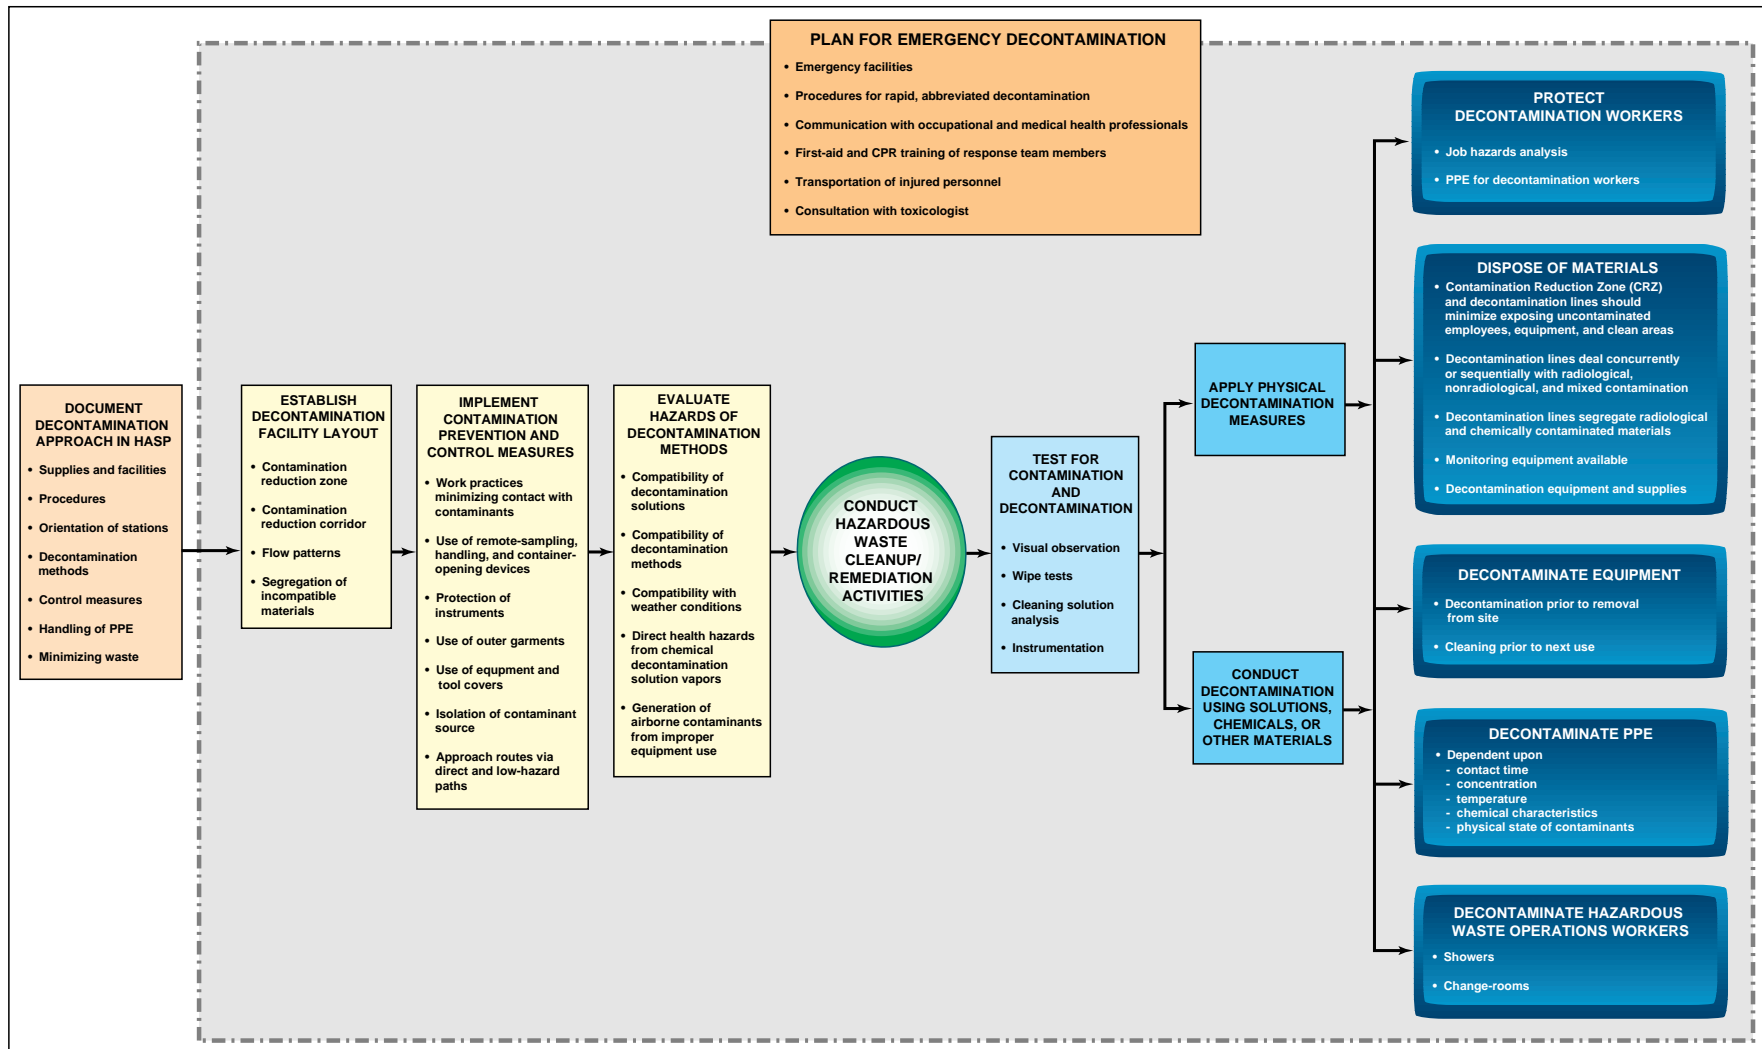 PLAN FOR EMERGENCY DECONTAMINATION
• Emergency facilities
• Procedures for rapid, abbreviated decontamination
• Communication with occupational and medical health professionals
• First-aid and CPR training of response team members
• Transportation of injured personnel
• Consultation with toxicologist
DOCUMENT
DECONTAMINATION
APPROACH IN HASP
• Supplies and facilities
• Procedures
• Orientation of stations
• Decontamination
methods
• Control measures
• Handling of PPE
• Minimizing waste
ESTABLISH
DECONTAMINATION
FACILITY LAYOUT
• Contamination
reduction zone
• Contamination
reduction corridor
• Flow patterns
• Segregation of
incompatible
materials
IMPLEMENT
CONTAMINATION
PREVENTION AND
CONTROL MEASURES
• Work practices
minimizing contact with
contaminants
• Use of remote-sampling,
handling, and container-
opening devices
• Protection of
instruments
• Use of outer garments
• Use of equpment and
tool covers
• Isolation of contaminant
source
• Approach routes via
direct and low-hazard
paths
EVALUATE
HAZARDS OF
DECONTAMINATION
METHODS
• Compatibility of
decontamination
solutions
• Compatibility of
decontamination
methods
• Compatibility with
weather conditions
• Direct health hazards
from chemical
decontamination
solution vapors
• Generation of
airborne contaminants
from improper
equipment use
CONDUCT
HAZARDOUS
WASTE
CLEANUP/
REMEDIATION
ACTIVITIES
TEST FOR
CONTAMINATION
AND
DECONTAMINATION
• Visual observation
• Wipe tests
• Cleaning solution
analysis
• Instrumentation
APPLY PHYSICAL
DECONTAMINATION
MEASURES
CONDUCT
DECONTAMINATION
USING SOLUTIONS,
CHEMICALS, OR
OTHER MATERIALS
PROTECT
DECONTAMINATION WORKERS
• Job hazards analysis
• PPE for decontamination workers
DISPOSE OF MATERIALS
• Contamination Reduction Zone (CRZ)
and decontamination lines should
minimize exposing uncontaminated
employees, equipment, and clean areas
• Decontamination lines deal concurrently
or sequentially with radiological,
nonradiological, and mixed contamination
• Decontamination lines segregate radiological
and chemically contaminated materials
• Monitoring equipment available
• Decontamination equipment and supplies
DECONTAMINATE EQUIPMENT
• Decontamination prior to removal
from site
• Cleaning prior to next use
DECONTAMINATE PPE
• Dependent upon
- contact time
- concentration
- temperature
- chemical characteristics
- physical state of contaminants
DECONTAMINATE HAZARDOUS
WASTE OPERATIONS WORKERS
• Showers
• Change-rooms